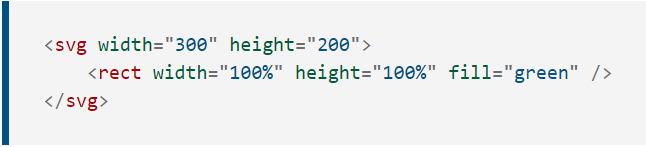 <svg width="300" height="200">
    <rect width="100%" height="100%" fill="green" />
</svg>